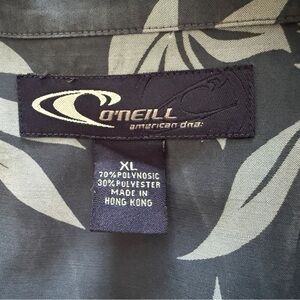 O'NEILL
american dna:
XL
70%POLYNOSIC
30%POLYESTER
MADE IN
HONG KONG